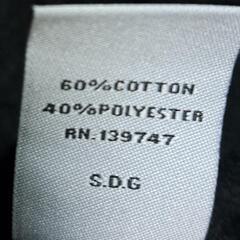 60%COTTON
40%POLYESTER
RN.139747
S.D.G